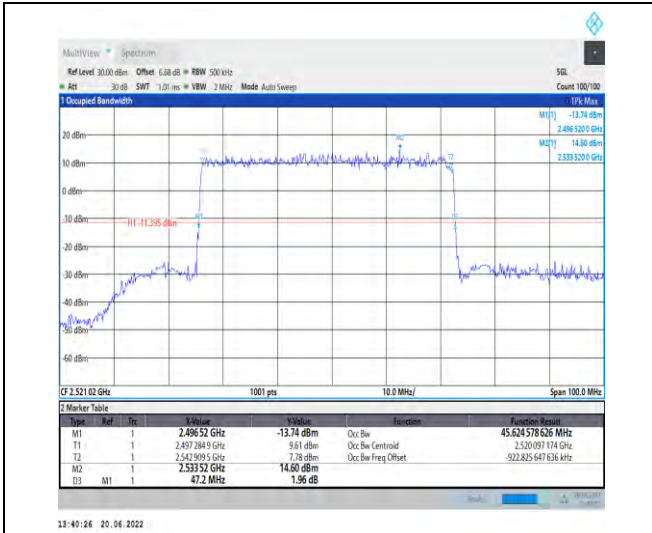 MultiView Spectrum
Ref Level 30.00 dBm Offset 6.68 dB RBW 500 kHz SGL
Att 30 dB SWT 1.01 ms VBW 2 MHz Mode Auto Sweep Count 100/100
1 Occupied Bandwidth 1Pk Max
M1[1] -13.74 dBm
2.496 520 0 GHz
M2[1] 14.60 dBm
2.533 520 0 GHz
20 dBm
10 dBm
0 dBm
-10 dBm
H1 -11.395 dBm
-20 dBm
-30 dBm
-40 dBm
-50 dBm
-60 dBm
M2
T2
CF 2.521 02 GHz 1001 pts 10.0 MHz/ Span 100.0 MHz
2 Marker Table
Type Ref Trc X-Value Y-Value Function Function Result
M1 1 2.496 52 GHz -13.74 dBm Occ Bw 45.624 578 626 MHz
T1 1 2.497 284 9 GHz 9.61 dBm Occ Bw Centroid 2.520 097 174 GHz
T2 1 2.542 909 5 GHz 7.78 dBm Occ Bw Freq Offset -922.825 647 636 kHz
M2 1 2.533 52 GHz 14.60 dBm
D3 M1 1 47.2 MHz 1.96 dB
13:40:26 20.06.2022